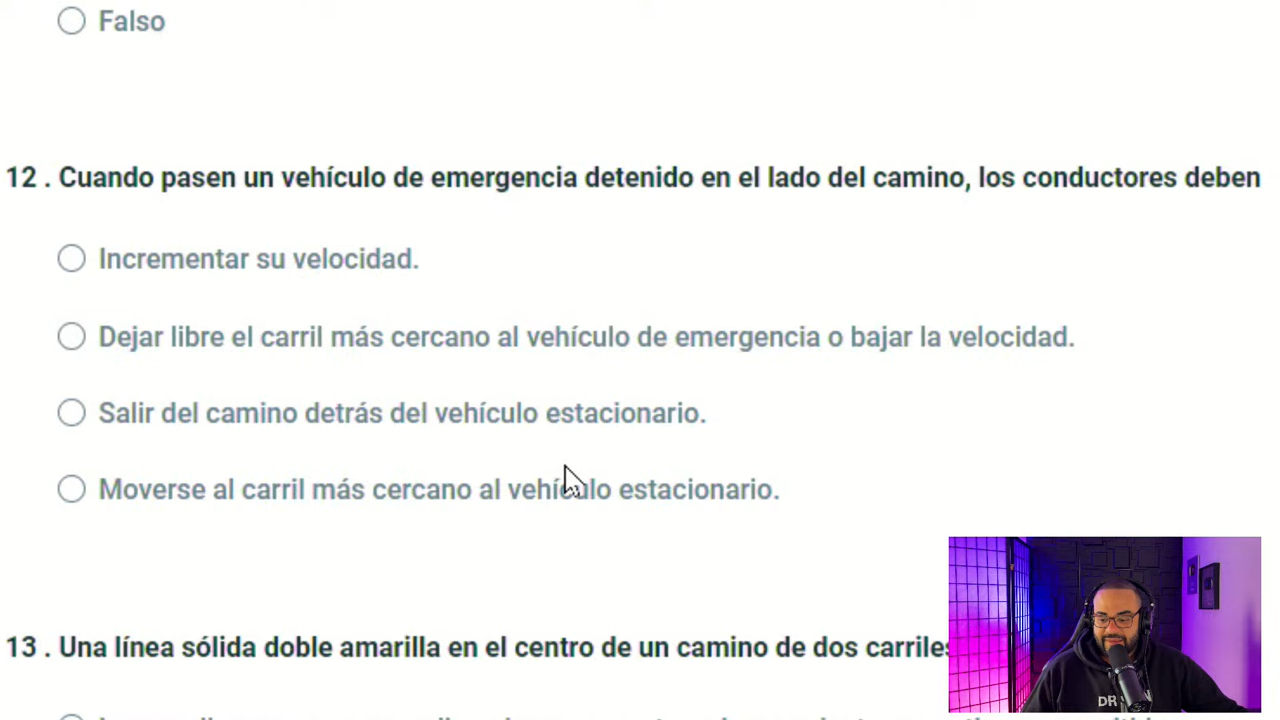 Falso
12 . Cuando pasen un vehículo de emergencia detenido en el lado del camino, los conductores deben
Incrementar su velocidad.
Dejar libre el carril más cercano al vehículo de emergencia o bajar la velocidad.
Salir del camino detrás del vehículo estacionario.
Moverse al carril más cercano al vehículo estacionario.
13 . Una línea sólida doble amarilla en el centro de un camino de dos carriles